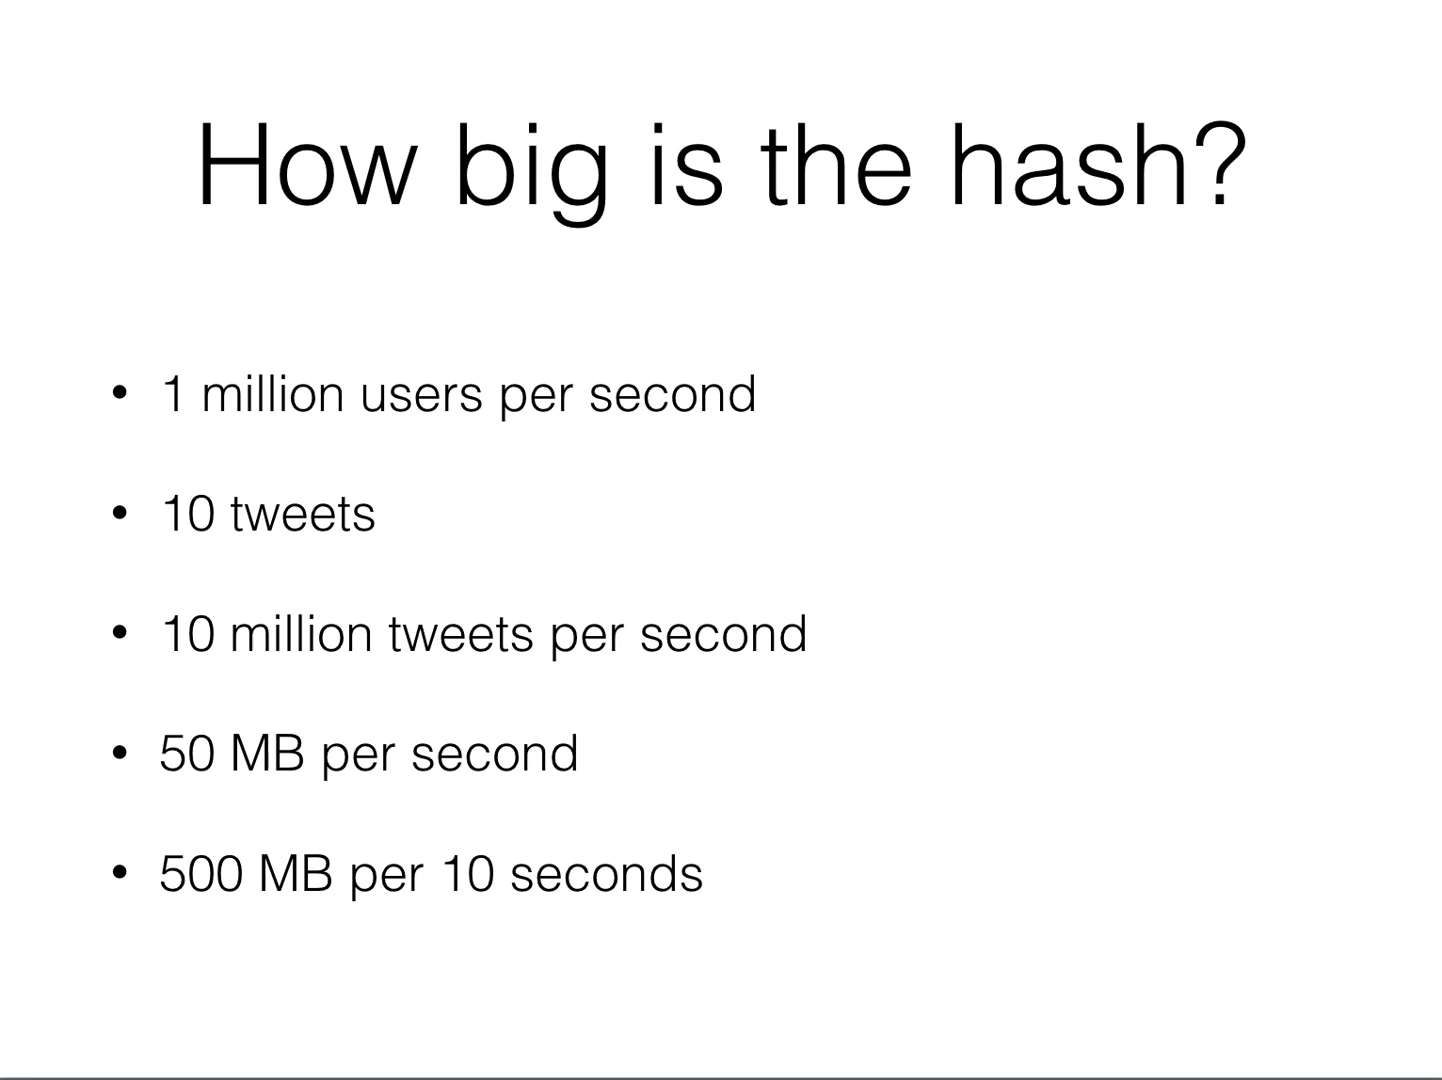 How big is the hash?
• 1 million users per second
• 10 tweets
• 10 million tweets per second
• 50 MB per second
• 500 MB per 10 seconds